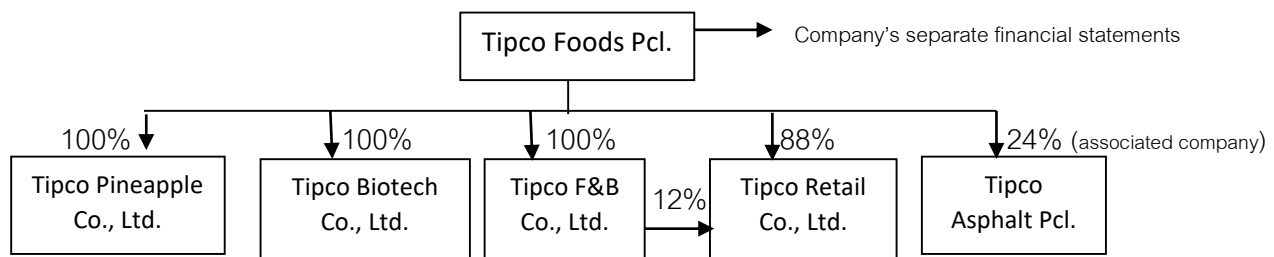 Tipco Foods Pcl.
Company's separate financial statements
100%
100%
100%
88%
24% (associated company)
Tipco Pineapple
Co., Ltd.
Tipco Biotech
Co., Ltd.
Tipco F&B
Co., Ltd.
12%
Tipco Retail
Co., Ltd.
Tipco
Asphalt Pcl.